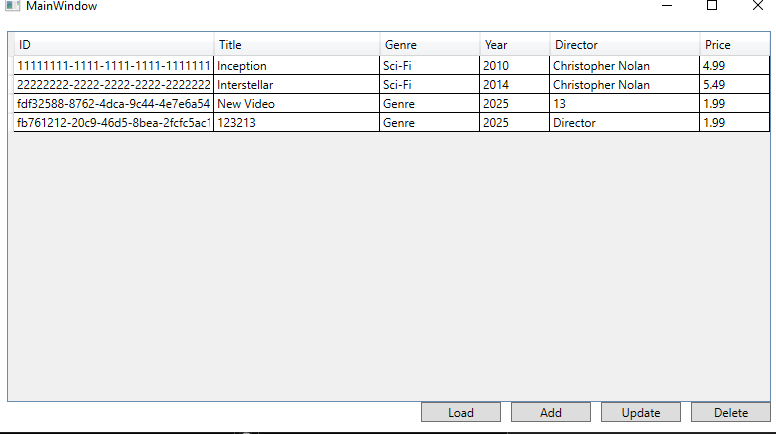 MainWindow
ID Title Genre Year Director Price
11111111-1111-1111-1111-1111111 Inception Sci-Fi 2010 Christopher Nolan 4.99
22222222-2222-2222-2222-2222222 Interstellar Sci-Fi 2014 Christopher Nolan 5.49
fdf32588-8762-4dca-9c44-4e7e6a54 New Video Genre 2025 13 1.99
fb761212-20c9-46d5-8bea-2fcfc5ac1 123213 Genre 2025 Director 1.99
Load Add Update Delete